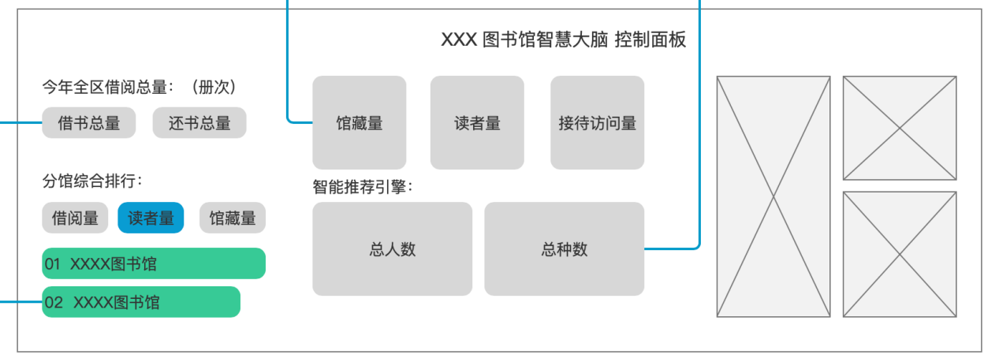 XXX 图书馆智慧大脑 控制面板
今年全区借阅总量：（册次）
借书总量
还书总量
分馆综合排行：
借阅量
读者量
馆藏量
01 XXXX图书馆
02 XXXX图书馆
馆藏量
读者量
接待访问量
智能推荐引擎：
总人数
总种数